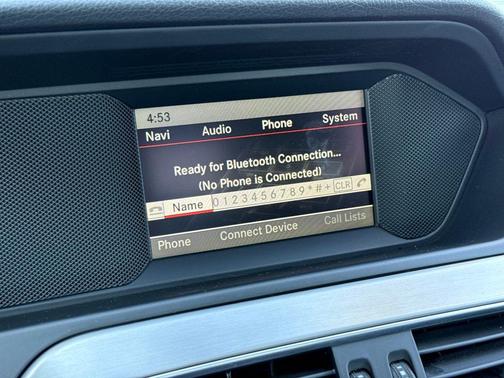 4:53
Navi Audio Phone System
Ready for Bluetooth Connection...
(No Phone is Connected)
Name 0123456789*#+ CLR
Phone Connect Device Call Lists